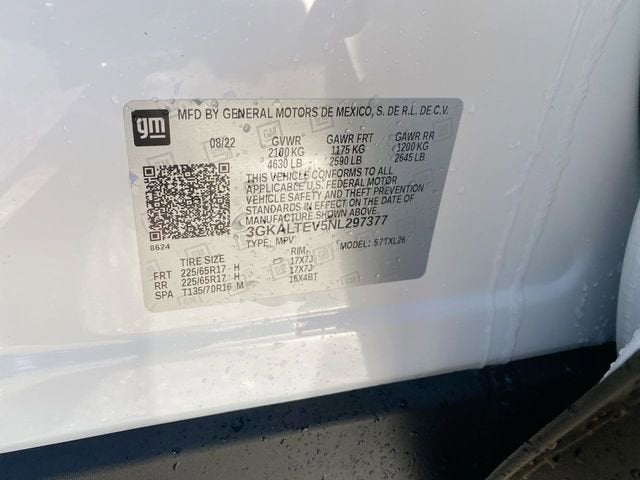 gm
MFD BY GENERAL MOTORS DE MEXICO, S. DE R.L. DE C.V.
08/22 GVWR GAWR FRT GAWR RR
2100 KG 1175 KG 1200 KG
4630 LB 2590 LB 2645 LB
THIS VEHICLE CONFORMS TO ALL
APPLICABLE U.S. FEDERAL MOTOR
VEHICLE SAFETY AND THEFT PREVENTION
STANDARDS IN EFFECT ON THE DATE OF
MANUFACTURE SHOWN ABOVE.
3GKALTEV5NL297377
8624
TYPE: MPV MODEL: 57TXL26
TIRE SIZE RIM
FRT 225/65R17 H 17X7J
RR 225/65R17 H 17X7J
SPA T135/70R16 M 16X4BT